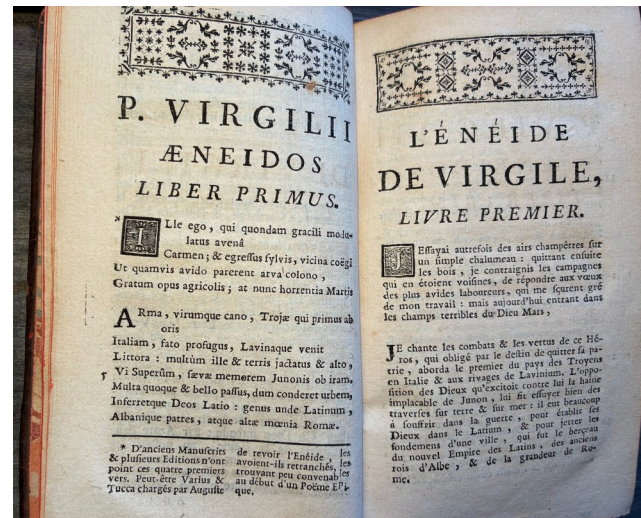 P. VIRGILII
ÆNEIDOS
LIBER PRIMUS.
* ILle ego, qui quondam gracili modu-
latus avenâ
Carmen; & egressus sylvis, vicina coëgi
Ut quamvis avido parerent arva colono,
Gratum opus agricolis; at nunc horrentia Martis
ARma, virumque cano, Trojæ qui primus ab
oris
Italiam, fato profugus, Lavinaque venit
Littora: multùm ille & terris jactatus & alto,
5 Vi Superûm, sævæ memorem Junonis ob iram,
Multa quoque & bello passus, dum conderet urbem,
Inferretque Deos Latio: genus unde Latinum,
Albanique patres, atque altæ mœnia Romæ.
* D'anciens Manuscrits
& plusieurs Editions n'ont
point ces quatre premiers
vers. Peut-être Varius &
Tucca chargés par Auguste
de revoir l'Enéide, les
avoient-ils retranchés, les
trouvant peu convenables
au début d'un Poëme Epi-
que.
L'ÉNÉIDE
DE VIRGILE,
LIVRE PREMIER.
JEssayai autrefois des airs champêtres sur
un simple chalumeau: quittant ensuite
les bois, je contraignis les campagnes
qui en étoient voisines, de répondre aux vœux
des plus avides laboureurs, qui me sçurent gré
de mon travail: mais aujourd'hui entrant dans
les champs terribles du Dieu Mars,
JE chante les combats & les vertus de ce Hé-
ros, qui obligé par le destin de quitter sa pa-
trie, aborda le premier du pays des Troyens
en Italie & aux rivages de Lavinium. L'oppo-
sition des Dieux qu'excitoit contre lui la haine
implacable de Junon, lui fit essuyer bien des
traverses sur terre & sur mer: il eut beaucoup
à souffrir dans la guerre, pour établir ses
Dieux dans le Latium, & pour jetter les
fondemens d'une ville, qui fut le berçeau
du nouvel Empire des Latins, des anciens
rois d'Albe, & de la grandeur de Ro-
me.